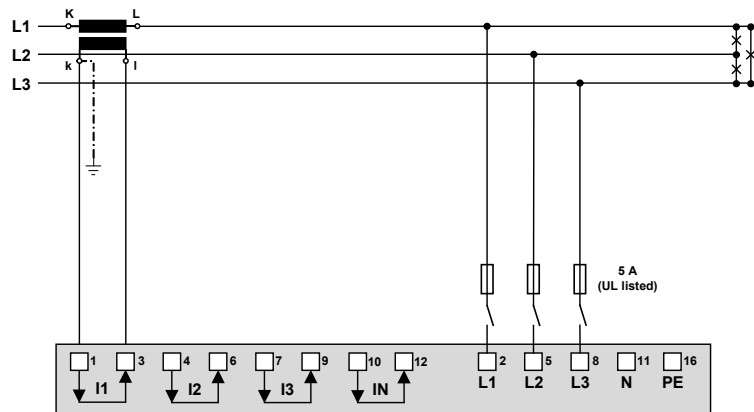 K L
L1
L2
k l
L3
5 A
(UL listed)
1 3 4 6 7 9 10 12 2 5 8 11 16
I1 I2 I3 IN L1 L2 L3 N PE